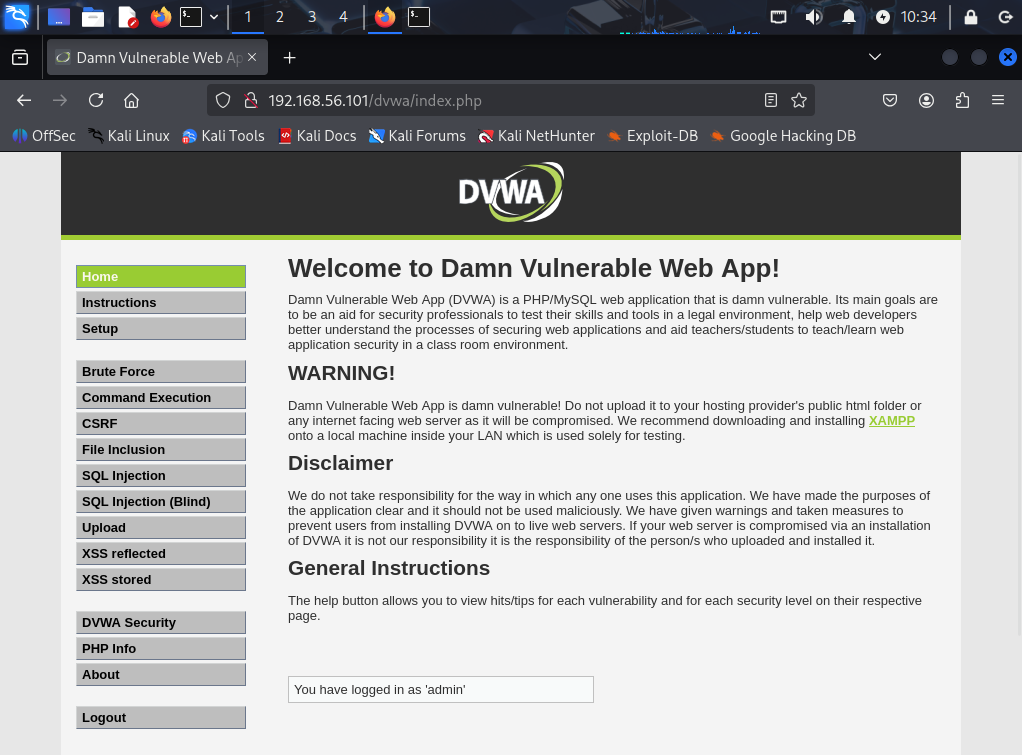 1 2 3 4 10:34
Damn Vulnerable Web Ap
192.168.56.101/dvwa/index.php
OffSec Kali Linux Kali Tools Kali Docs Kali Forums Kali NetHunter Exploit-DB Google Hacking DB
DVWA
Home
Instructions
Setup
Brute Force
Command Execution
CSRF
File Inclusion
SQL Injection
SQL Injection (Blind)
Upload
XSS reflected
XSS stored
DVWA Security
PHP Info
About
Logout
Welcome to Damn Vulnerable Web App!
Damn Vulnerable Web App (DVWA) is a PHP/MySQL web application that is damn vulnerable. Its main goals are
to be an aid for security professionals to test their skills and tools in a legal environment, help web developers
better understand the processes of securing web applications and aid teachers/students to teach/learn web
application security in a class room environment.
WARNING!
Damn Vulnerable Web App is damn vulnerable! Do not upload it to your hosting provider's public html folder or
any internet facing web server as it will be compromised. We recommend downloading and installing XAMPP
onto a local machine inside your LAN which is used solely for testing.
Disclaimer
We do not take responsibility for the way in which any one uses this application. We have made the purposes of
the application clear and it should not be used maliciously. We have given warnings and taken measures to
prevent users from installing DVWA on to live web servers. If your web server is compromised via an installation
of DVWA it is not our responsibility it is the responsibility of the person/s who uploaded and installed it.
General Instructions
The help button allows you to view hits/tips for each vulnerability and for each security level on their respective
page.
You have logged in as 'admin'